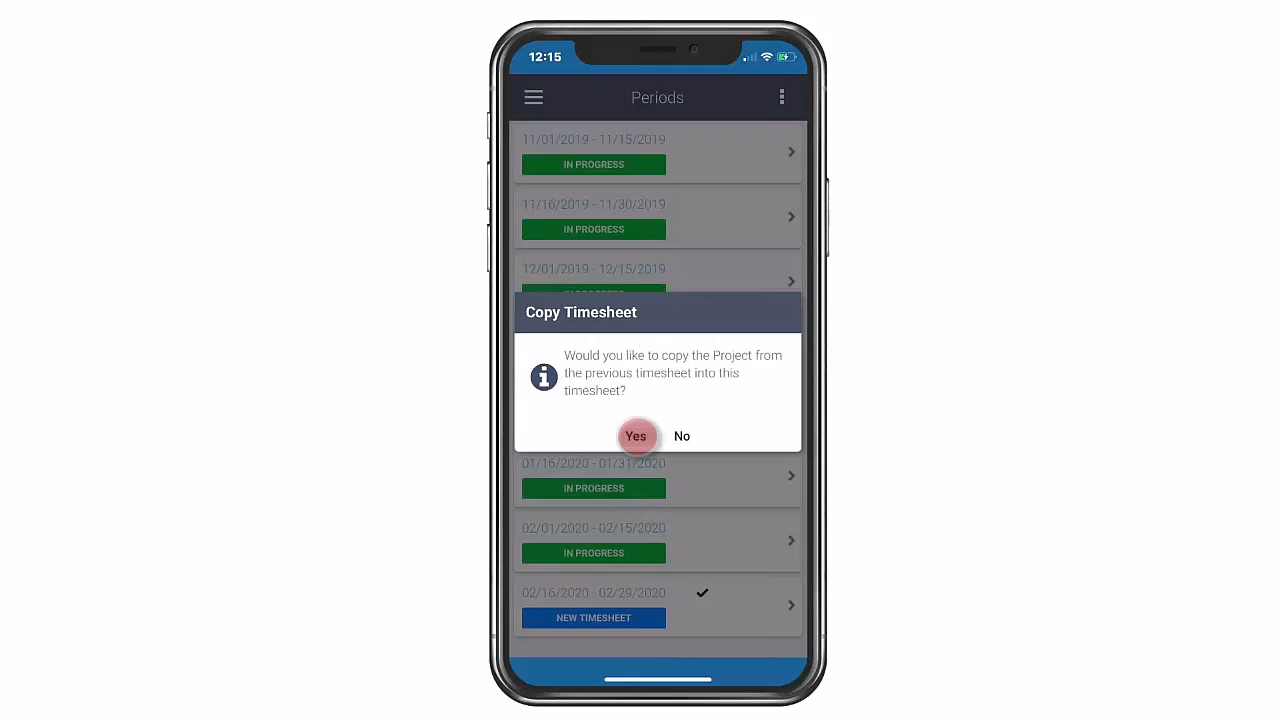 12:15
Periods
11/01/2019 - 11/15/2019
IN PROGRESS
11/16/2019 - 11/30/2019
IN PROGRESS
12/01/2019 - 12/15/2019
IN PROGRESS
Copy Timesheet
Would you like to copy the Project from
the previous timesheet into this
timesheet?
Yes No
01/16/2020 - 01/31/2020
IN PROGRESS
02/01/2020 - 02/15/2020
IN PROGRESS
02/16/2020 - 02/29/2020
NEW TIMESHEET